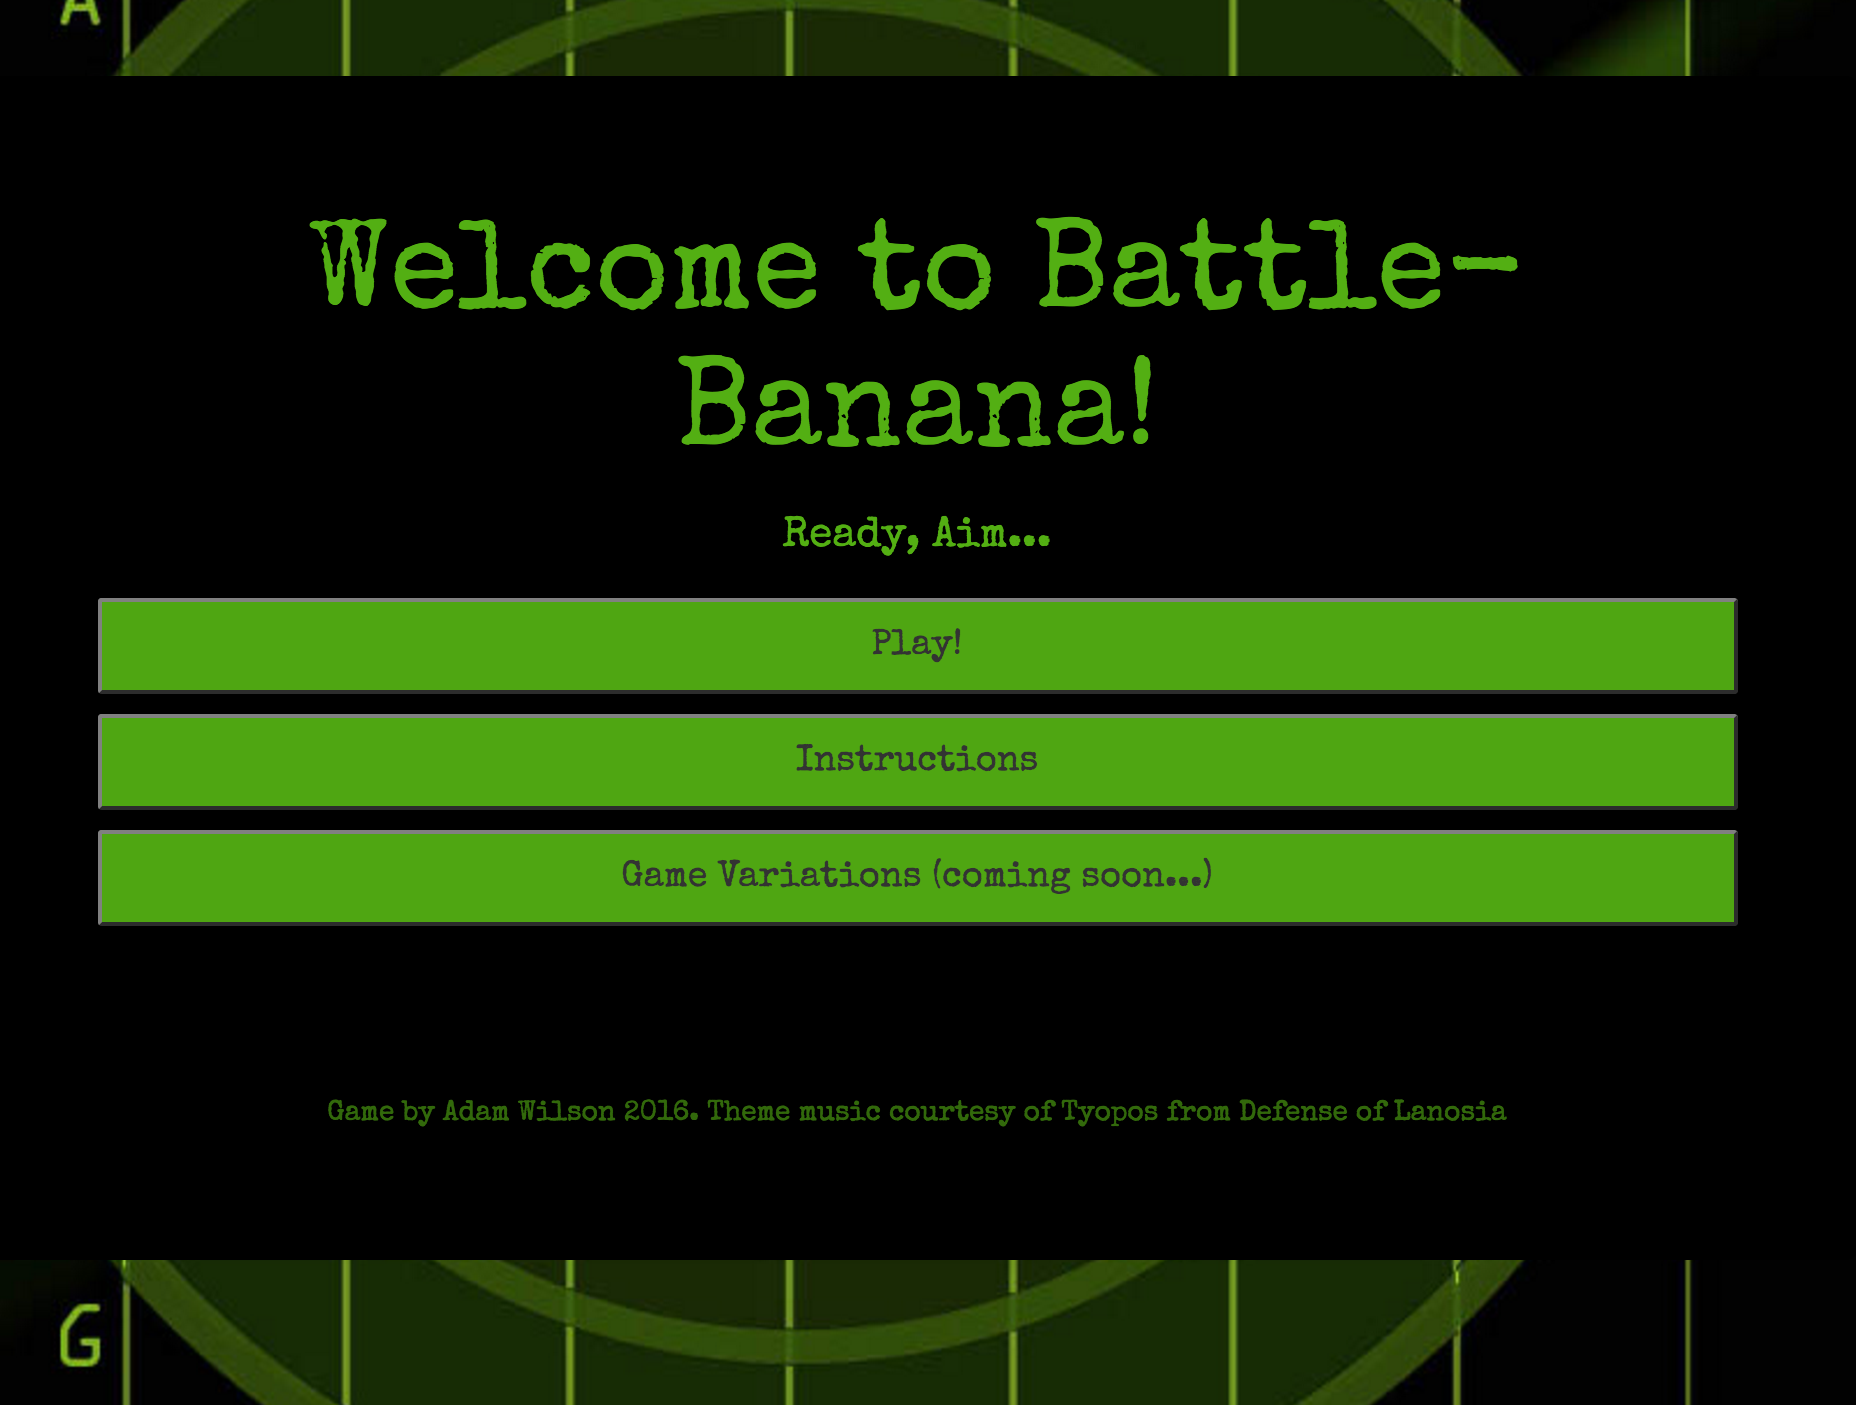 A
Welcome to Battle-
Banana!
Ready, Aim...
Play!
Instructions
Game Variations (coming soon...)
Game by Adam Wilson 2016. Theme music courtesy of Tyopos from Defense of Lanosia
G